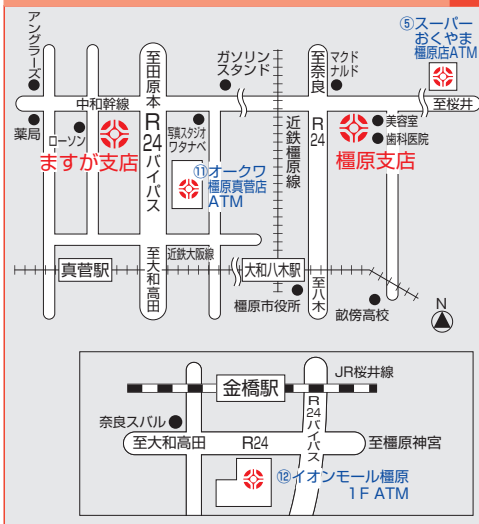 アングラーズ
至田原本
ガソリン
スタンド
至奈良
マクド
ナルド
⑤スーパー
おくやま
橿原店ATM
中和幹線
至桜井
薬局
ローソン
ますが支店
R24バイパス
写真スタジオ
ワタナベ
⑪オークワ
橿原真菅店
ATM
近鉄橿原線
R24
美容室
歯科医院
橿原支店
至大和高田
近鉄大阪線
真菅駅
大和八木駅
至八木
橿原市役所
畝傍高校
N
JR桜井線
金橋駅
奈良スバル
R24バイパス
至大和高田
R24
至橿原神宮
⑫イオンモール橿原
1F ATM